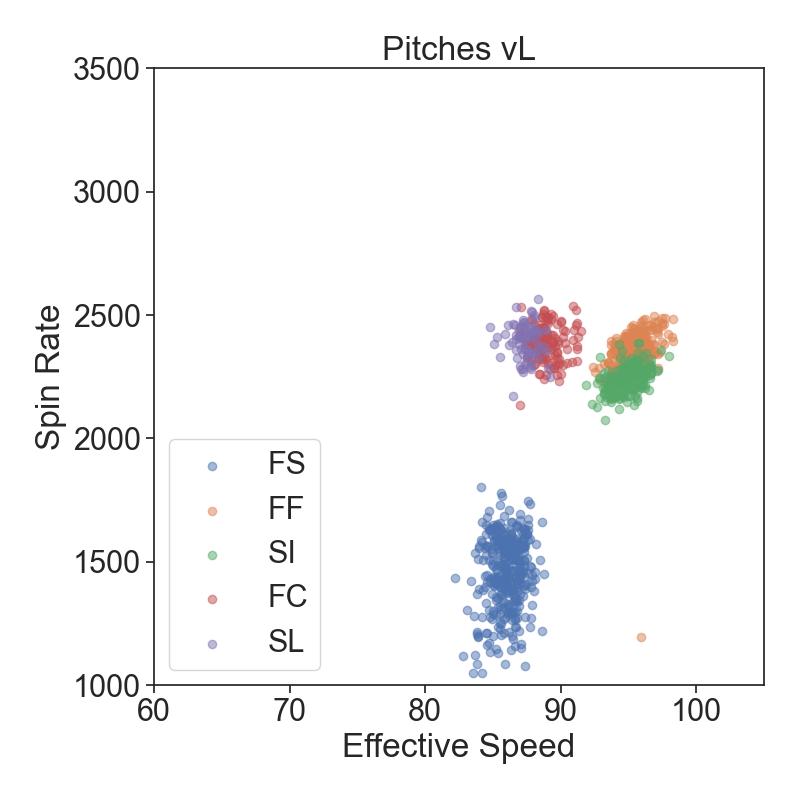 Pitches vL
3500
3000
2500
2000
1500
1000
Spin Rate
FS
FF
SI
FC
SL
60 70 80 90 100
Effective Speed